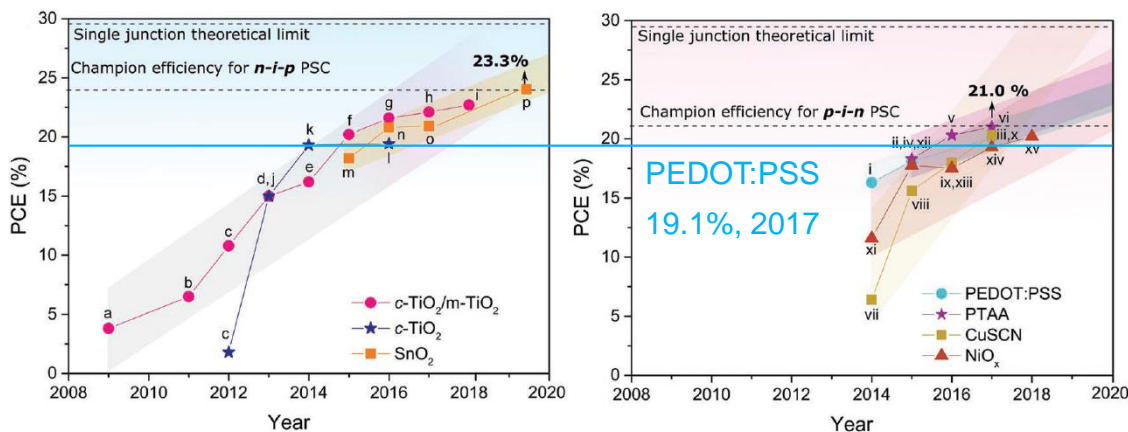 Single junction theoretical limit
23.3%
Champion efficiency for n-i-p PSC
PCE (%)
30
25
20
15
10
5
0
a
b
c
c
d, j
k
e
f
g
h
i
n
l
m
o
p
c-TiO2/m-TiO2
c-TiO2
SnO2
2008 2010 2012 2014 2016 2018 2020
Year
Single junction theoretical limit
21.0 %
Champion efficiency for p-i-n PSC
PCE (%)
30
25
20
15
10
5
0
i
ii,iv,xii
v
vi
iii,x
xiv
xv
ix,xiii
viii
xi
vii
PEDOT:PSS
19.1%, 2017
PEDOT:PSS
PTAA
CuSCN
NiOx
2008 2010 2012 2014 2016 2018 2020
Year